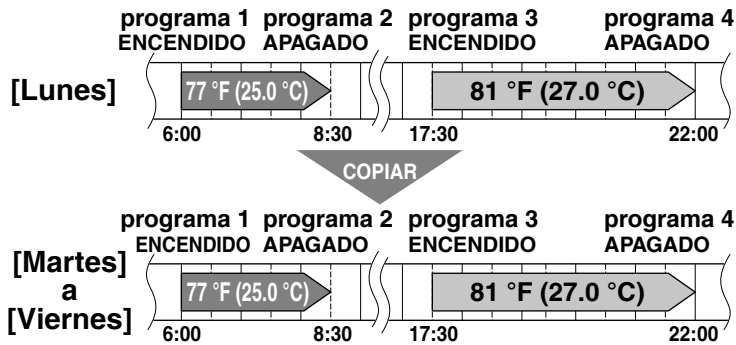 programa 1 programa 2 programa 3 programa 4
ENCENDIDO APAGADO ENCENDIDO APAGADO
[Lunes] 77 °F (25.0 °C) 81 °F (27.0 °C)
6:00 8:30 17:30 22:00
COPIAR
programa 1 programa 2 programa 3 programa 4
ENCENDIDO APAGADO ENCENDIDO APAGADO
[Martes]
a
[Viernes]
77 °F (25.0 °C) 81 °F (27.0 °C)
6:00 8:30 17:30 22:00